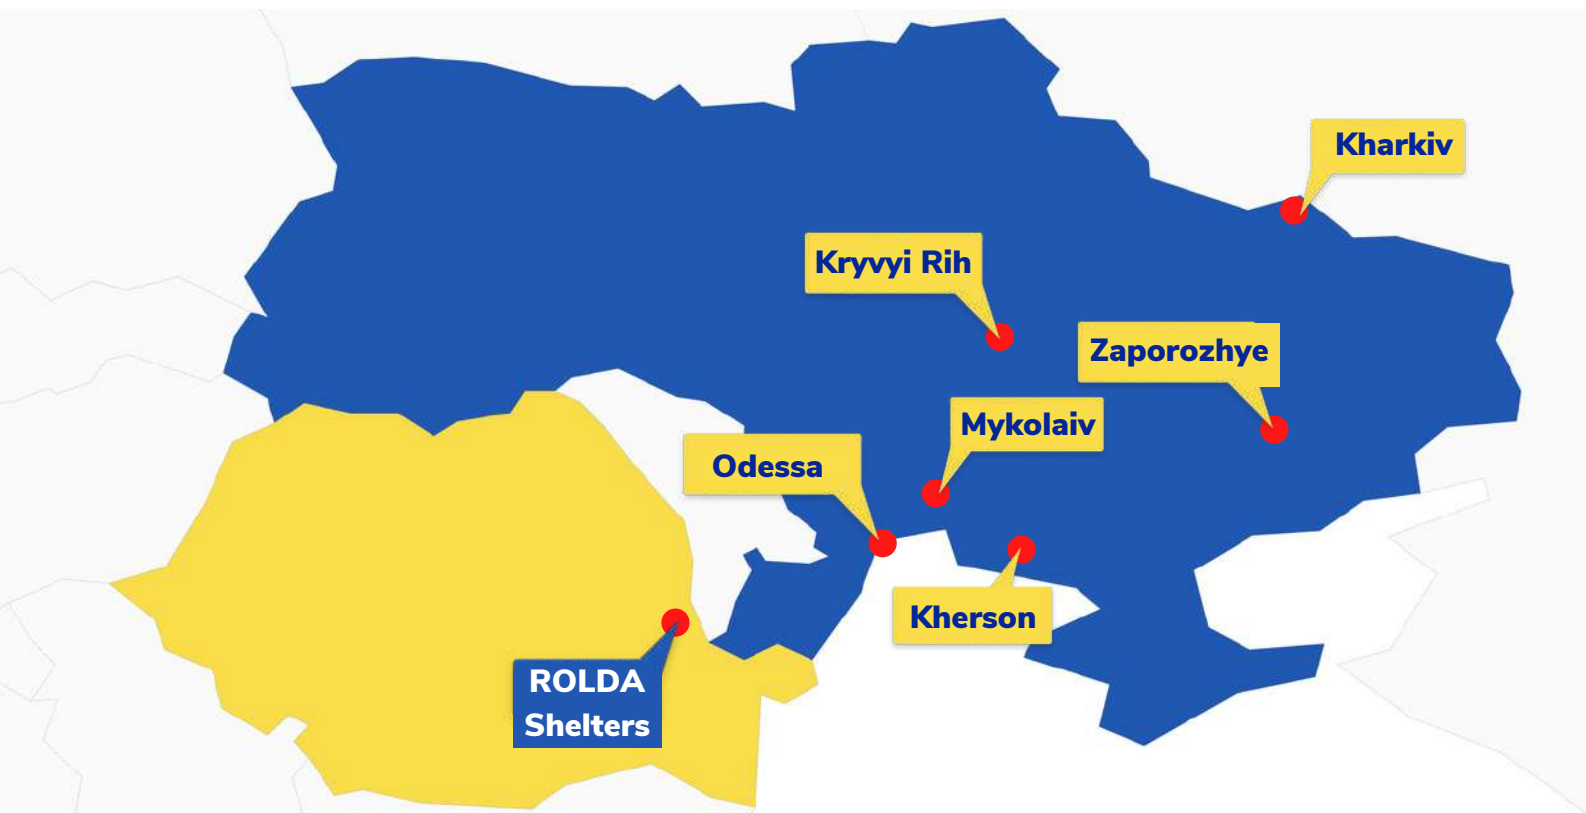 Kharkiv
Kryvyi Rih
Zaporozhye
Mykolaiv
Odessa
Kherson
ROLDA
Shelters